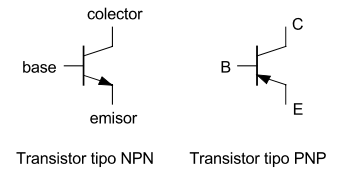 colector
base
emisor
Transistor tipo NPN
C
B
E
Transistor tipo PNP